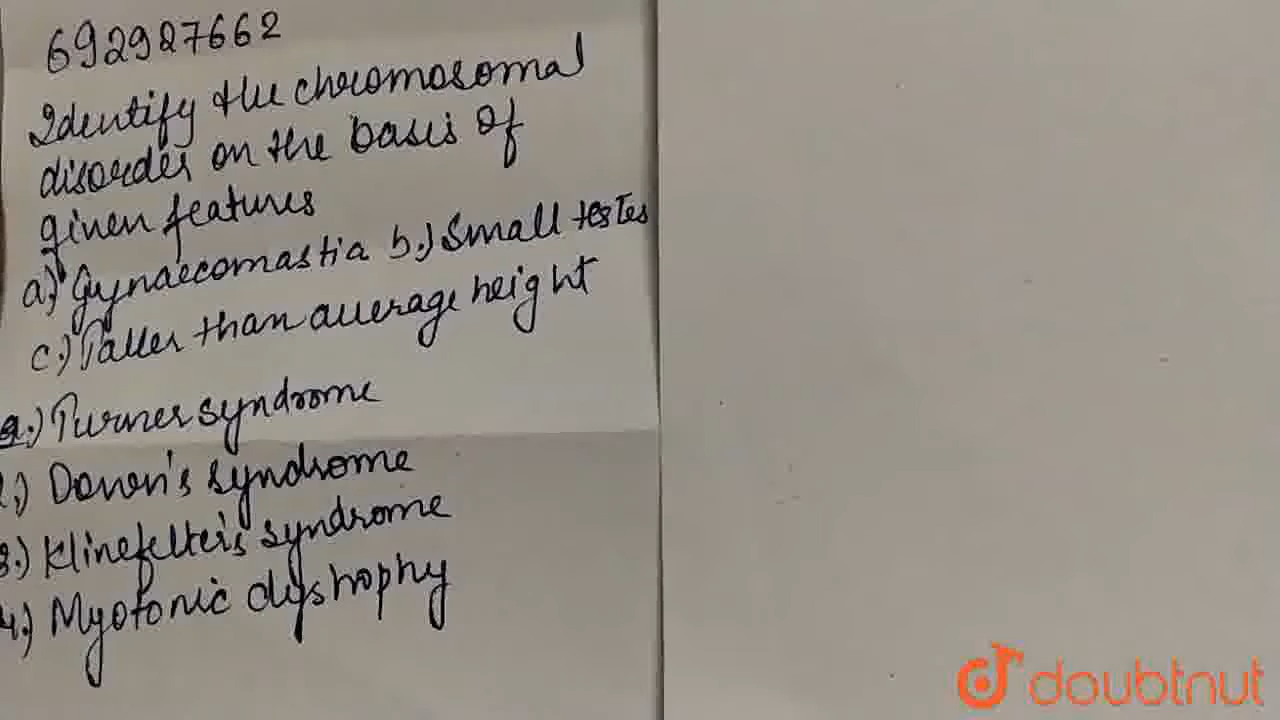 692927662
Identify the chromosomal
disorder on the basis of
given features
a.) Gynaecomastia b.) Small testes
c.) Taller than average height
a.) Turner syndrome
2.) Down's syndrome
3.) Klinefelter's syndrome
4.) Myotonic dystrophy
doubtnut